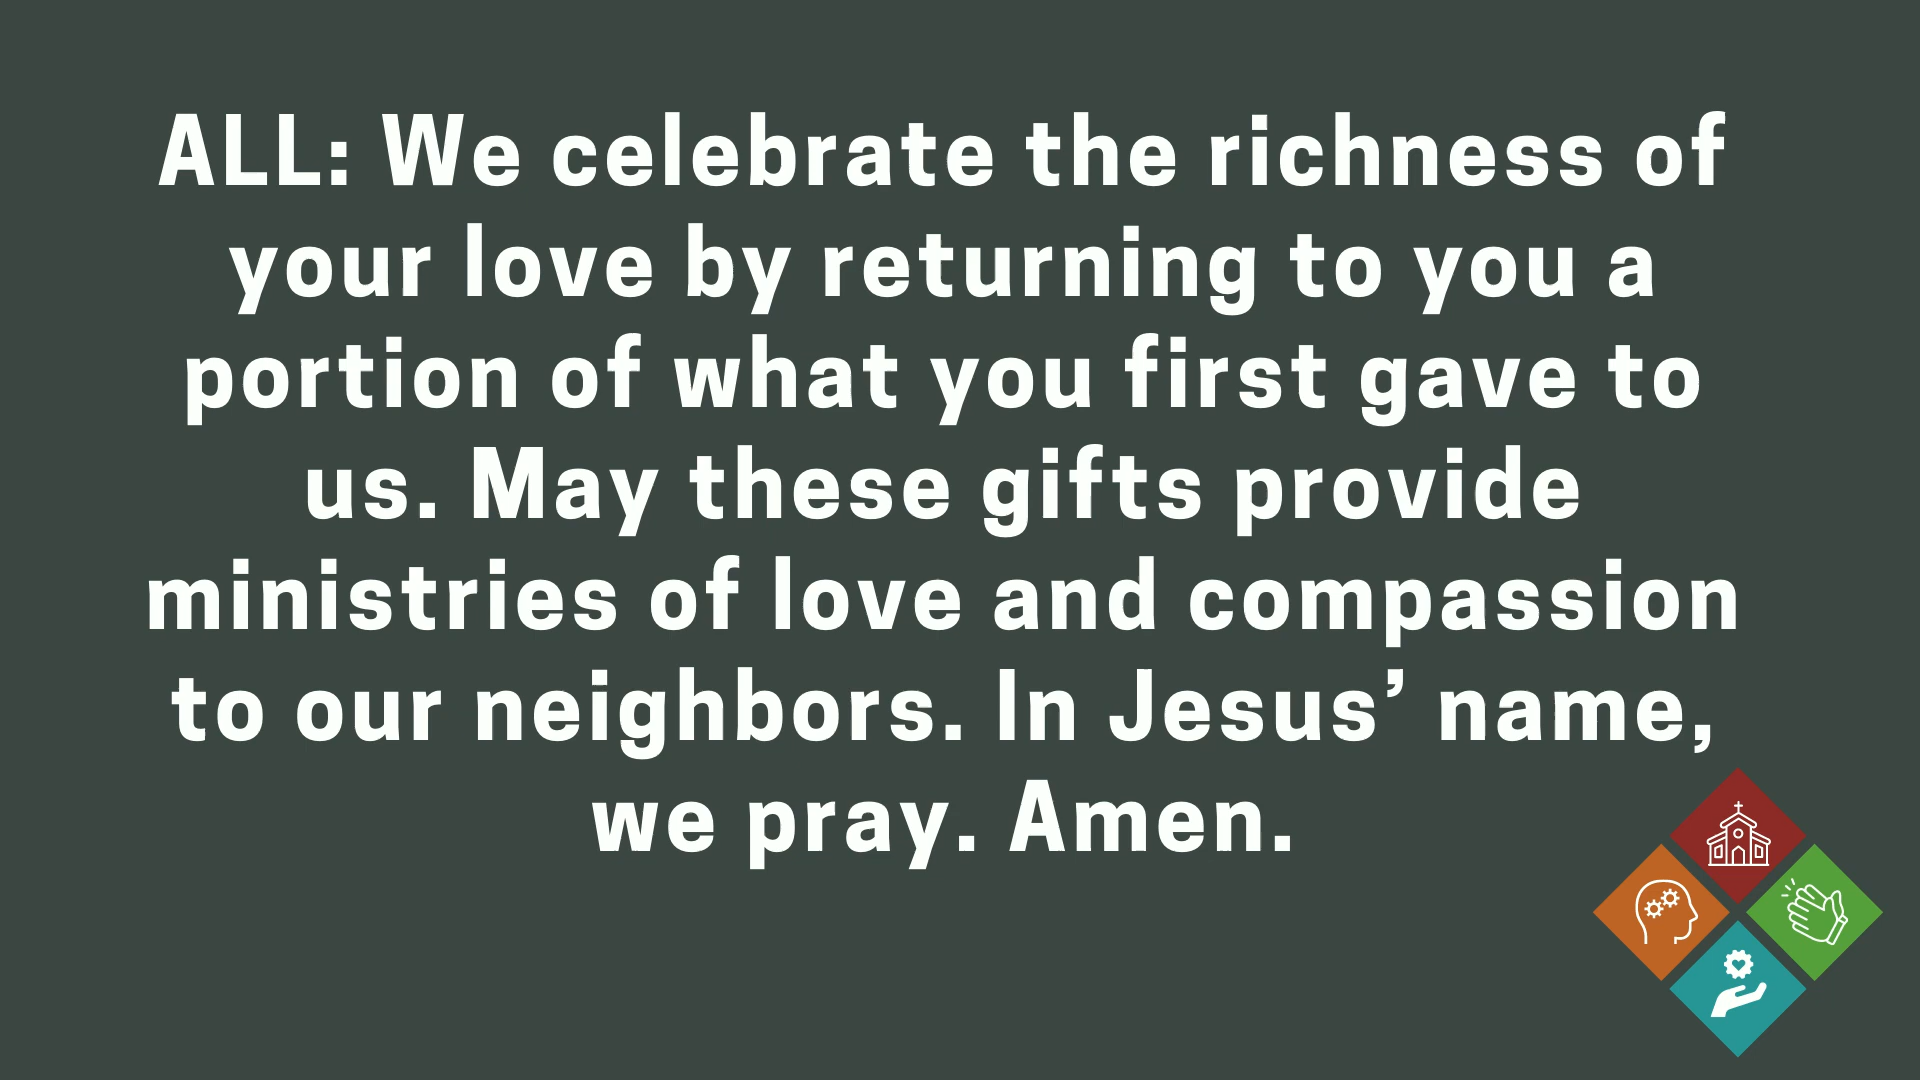 ALL: We celebrate the richness of
your love by returning to you a
portion of what you first gave to
us. May these gifts provide
ministries of love and compassion
to our neighbors. In Jesus’ name,
we pray. Amen.